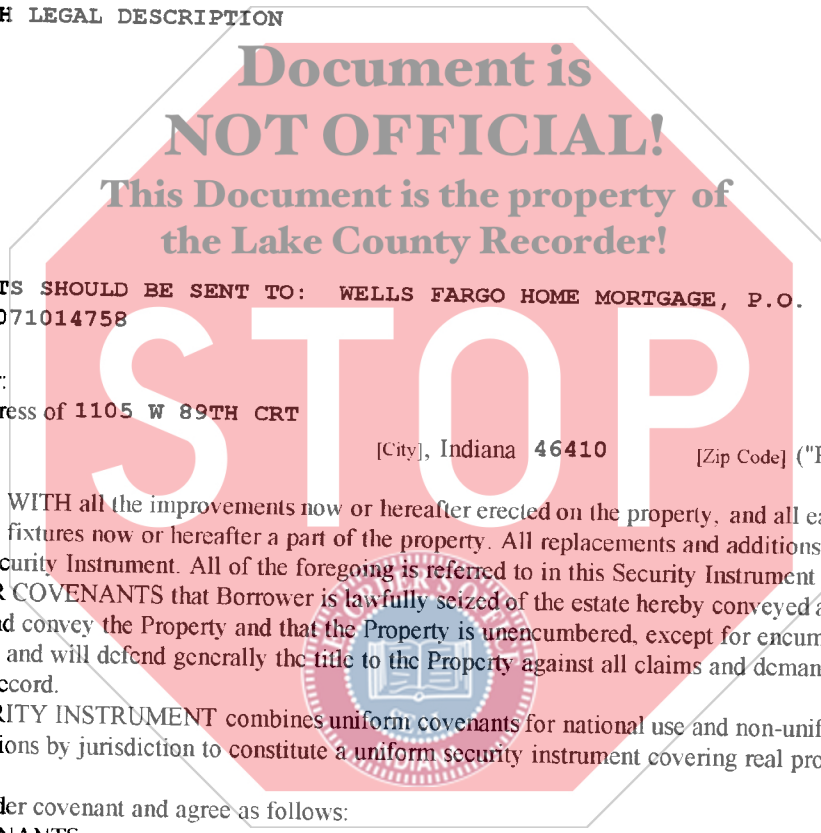 H LEGAL DESCRIPTION
Document is
NOT OFFICIAL!
This Document is the property of
the Lake County Recorder!
TS SHOULD BE SENT TO: WELLS FARGO HOME MORTGAGE, P.O.
071014758
ress of 1105 W 89TH CRT
[City], Indiana 46410 [Zip Code] ("P
STOP
WITH all the improvements now or hereafter erected on the property, and all ea
fixtures now or hereafter a part of the property. All replacements and additions
curity Instrument. All of the foregoing is referred to in this Security Instrument
R COVENANTS that Borrower is lawfully seized of the estate hereby conveyed a
nd convey the Property and that the Property is unencumbered, except for encum
and will defend generally the title to the Property against all claims and deman
ecord.
RITY INSTRUMENT combines uniform covenants for national use and non-unif
ions by jurisdiction to constitute a uniform security instrument covering real pro
der covenant and agree as follows:
NANTS
INDIANA